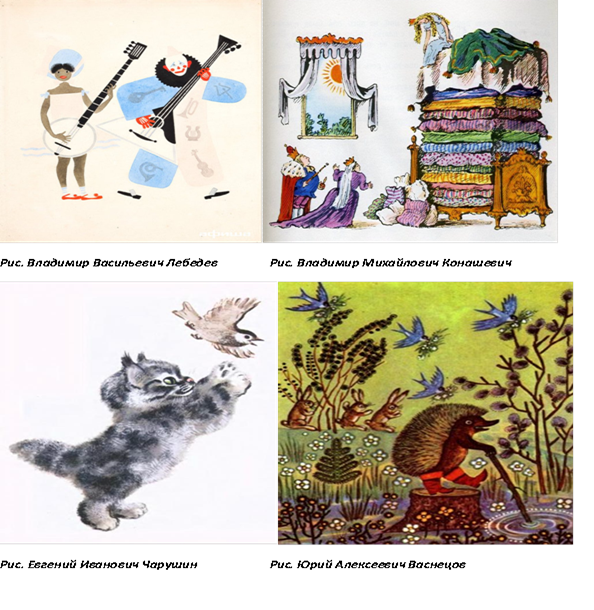 Рис. Владимир Васильевич Лебедев
Рис. Владимир Михайлович Конашевич
Рис. Евгений Иванович Чарушин
Рис. Юрий Алексеевич Васнецов